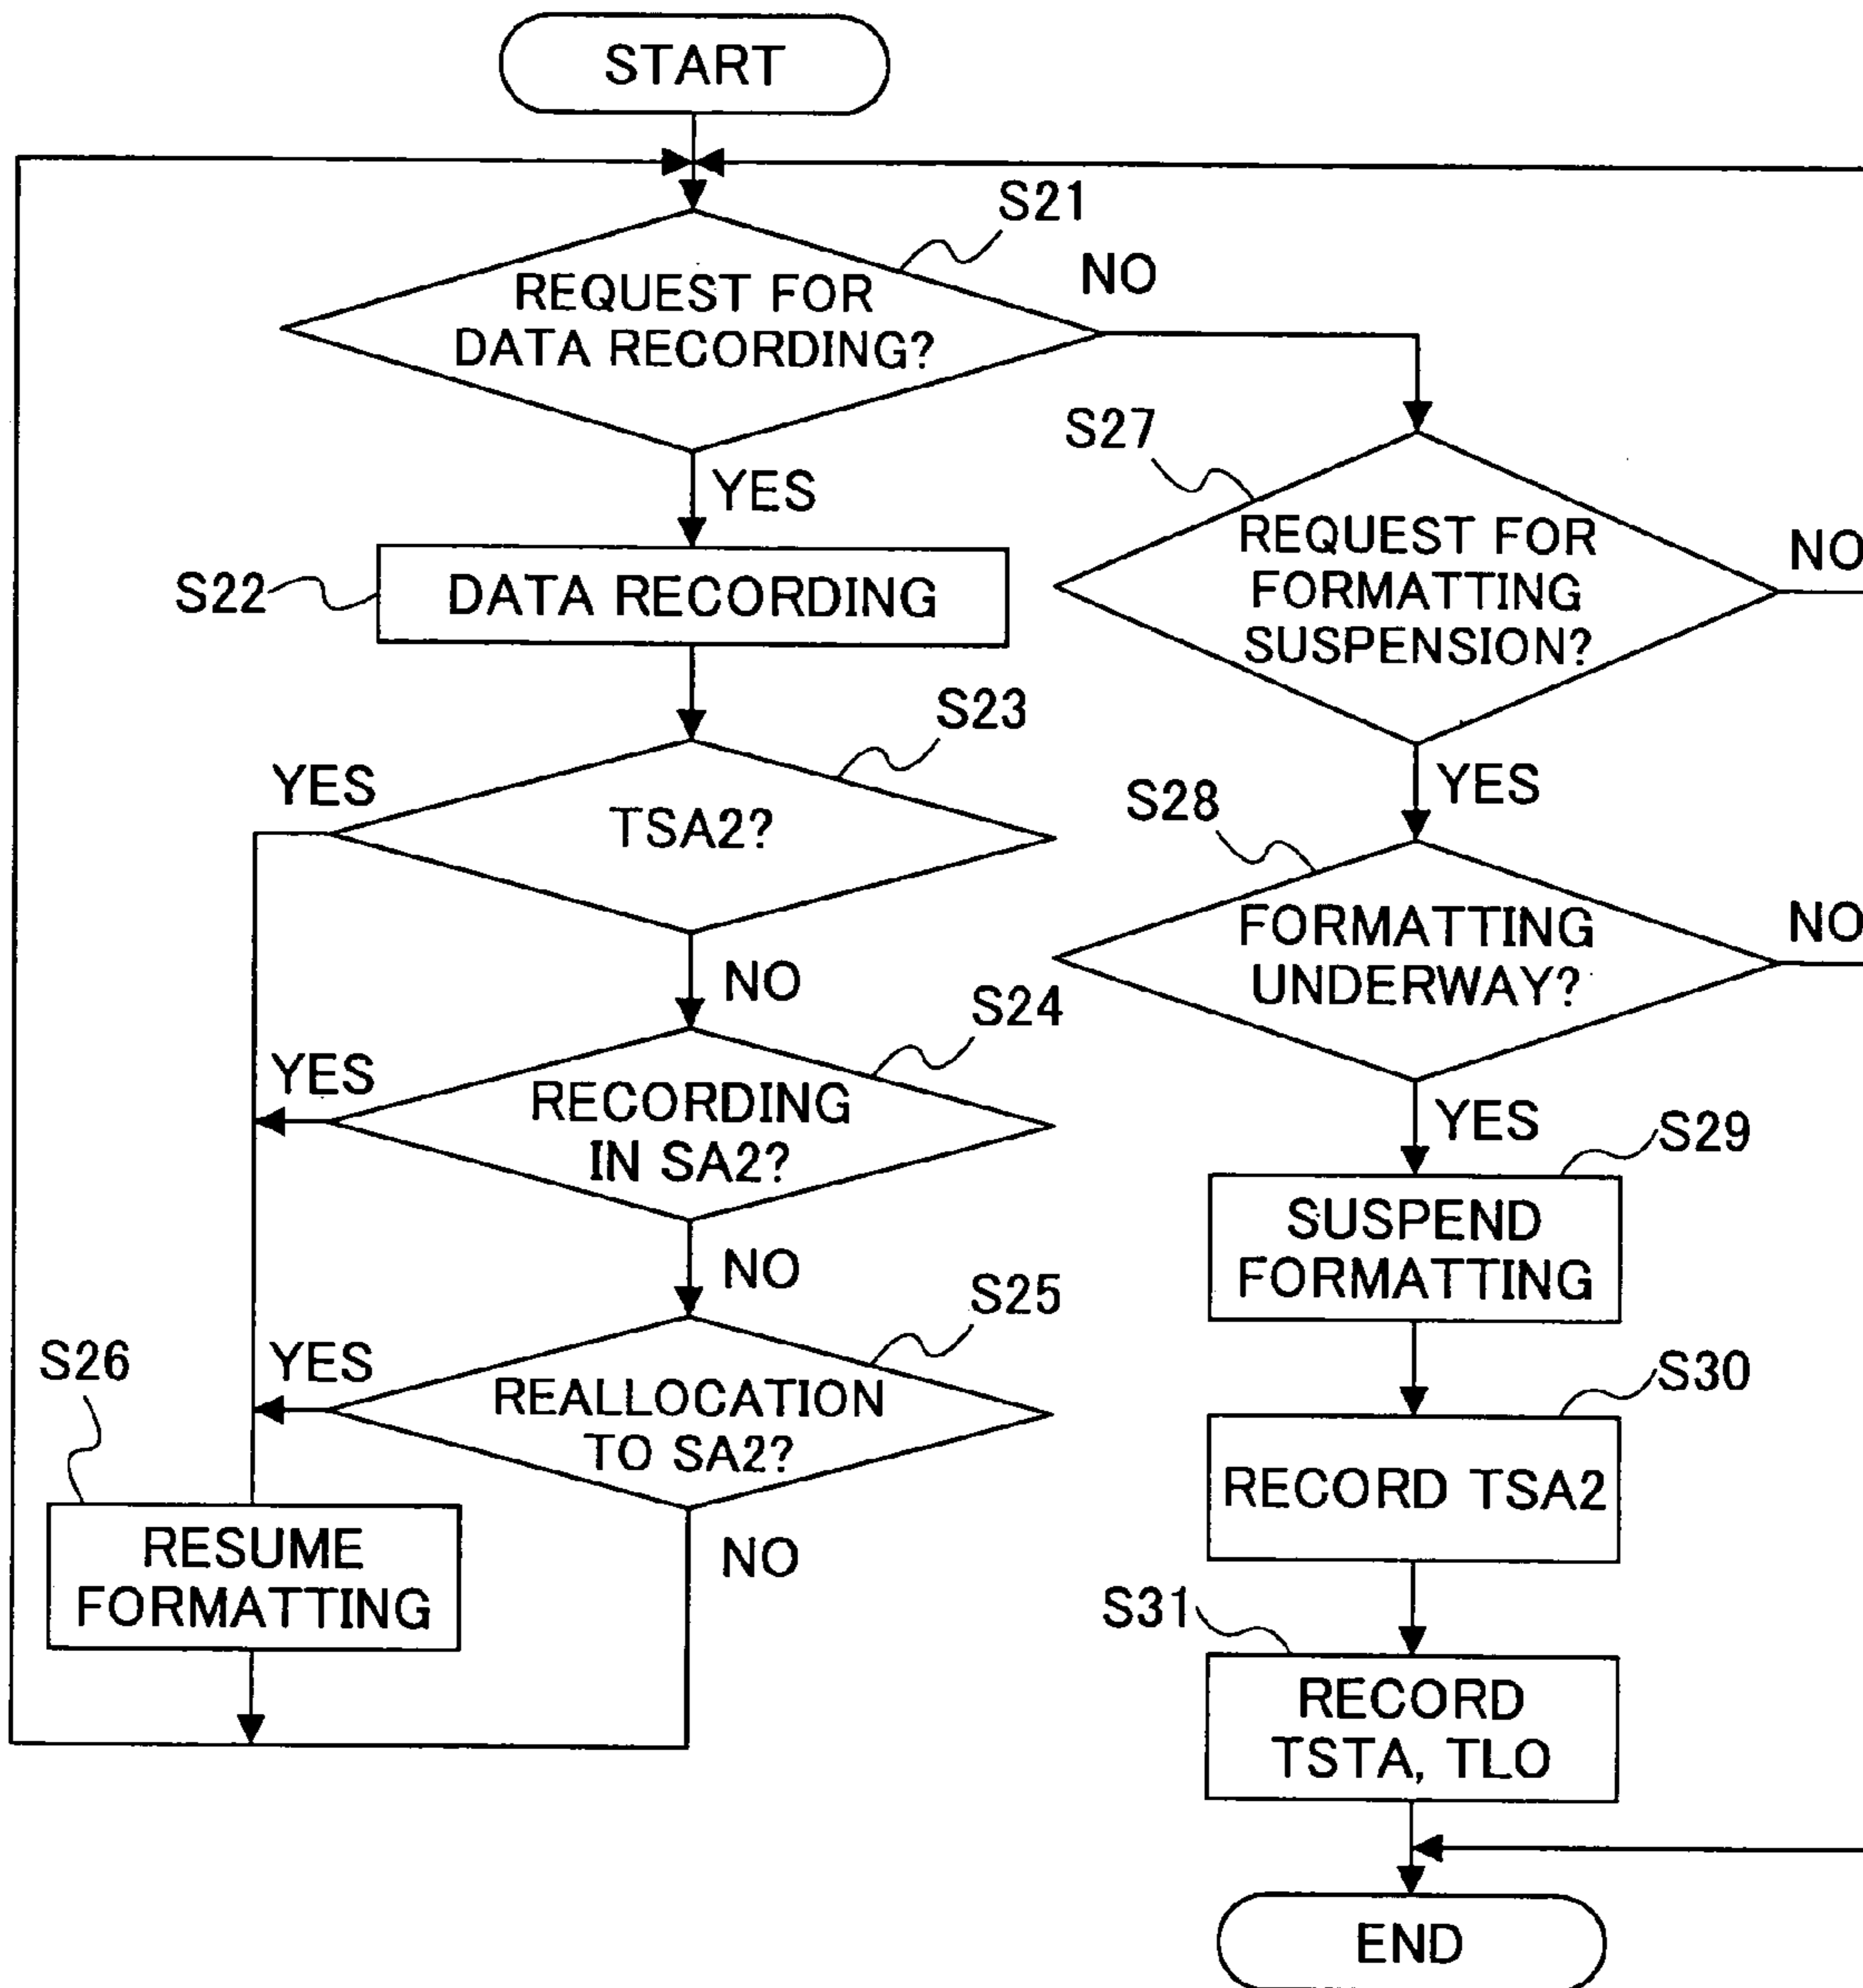 START
S21
REQUEST FOR
DATA RECORDING?
NO
YES
S22
DATA RECORDING
S23
TSA2?
YES
NO
S24
RECORDING
IN SA2?
YES
NO
S25
REALLOCATION
TO SA2?
YES
NO
S26
RESUME
FORMATTING
S27
REQUEST FOR
FORMATTING
SUSPENSION?
NO
YES
S28
FORMATTING
UNDERWAY?
NO
YES
S29
SUSPEND
FORMATTING
S30
RECORD TSA2
S31
RECORD
TSTA, TLO
END